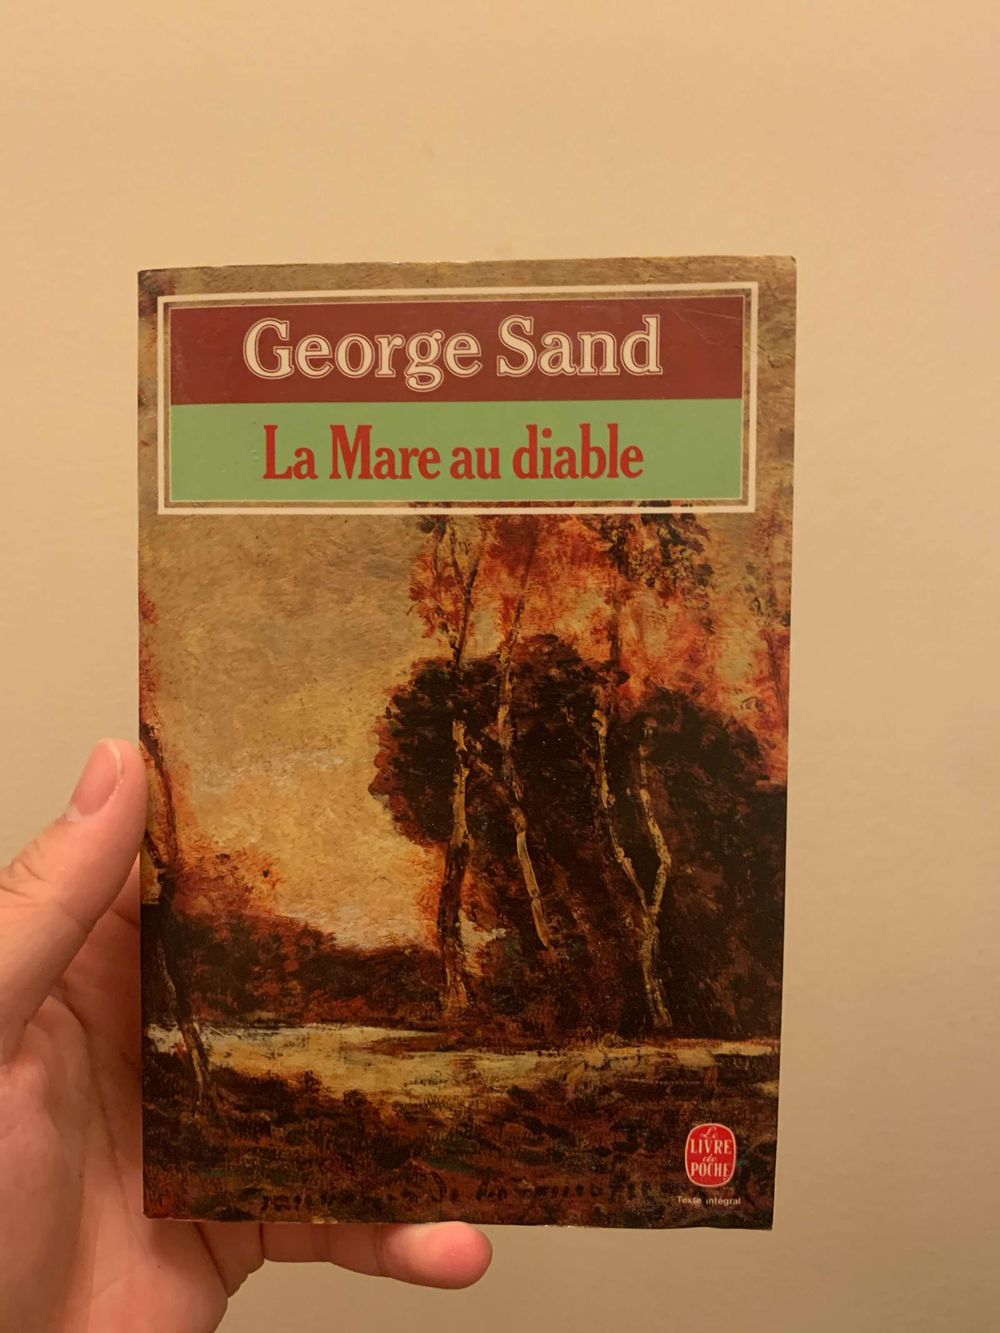 George Sand
La Mare au diable
Le
LIVRE
de
POCHE
Texte intégral